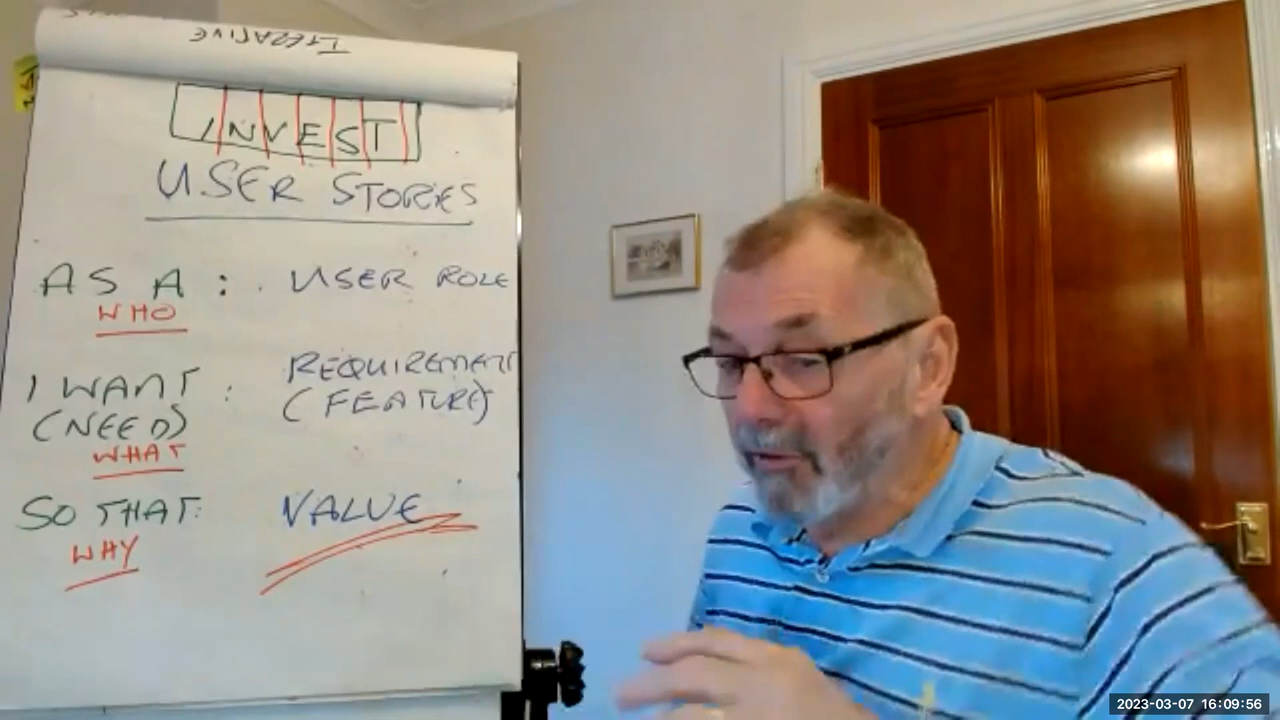 ITERATIVE
INVEST
USER STORIES
AS A : USER ROLE
WHO
I WANT : REQUIREMENT
(NEED) (FEATURE)
WHAT
SO THAT: VALUE
WHY
2023-03-07 16:09:56